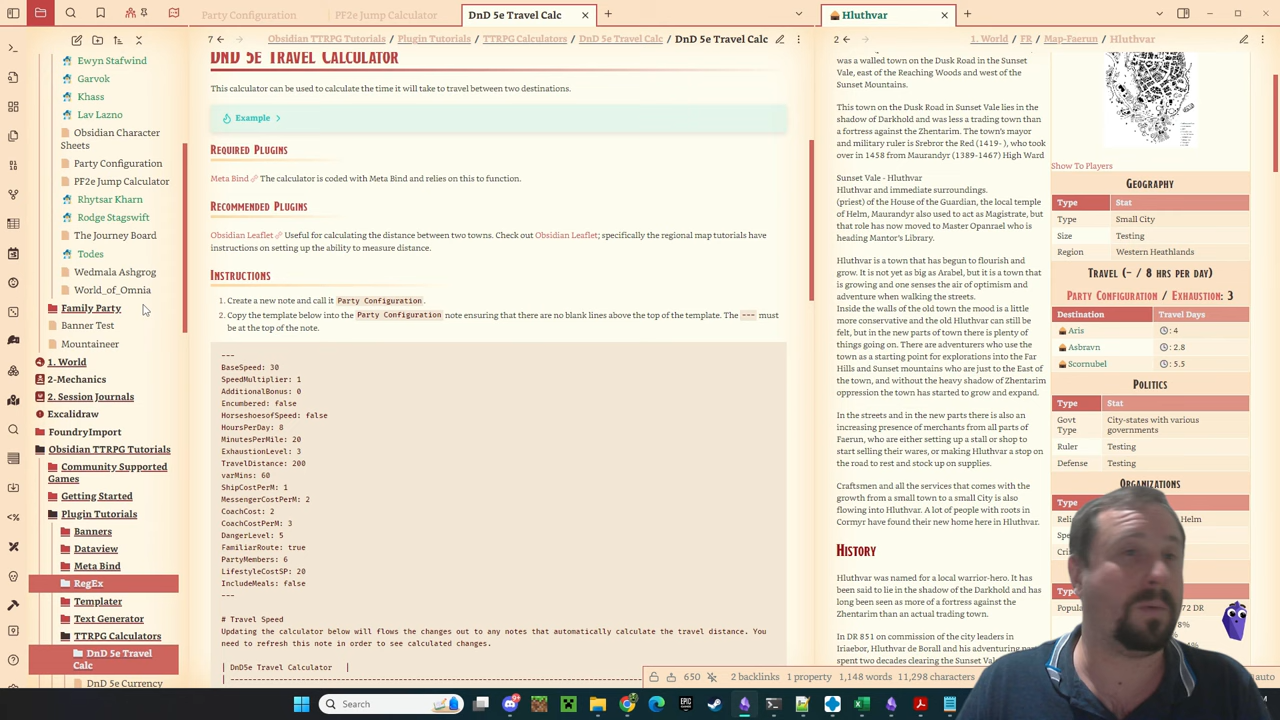 Party Configuration
PF2e Jump Calculator
DnD 5e Travel Calc
Hluthvar
7
Obsidian TTRPG Tutorials / Plugin Tutorials / TTRPG Calculators / DnD 5e Travel Calc / DnD 5e Travel Calc
2
1. World / FR / Map-Faerun / Hluthvar
Ewyn Stafwind
Garvok
Khass
Lav Lazno
Obsidian Character
Sheets
Party Configuration
PF2e Jump Calculator
Rhytsar Kharn
Rodge Stagswift
The Journey Board
Todes
Wedmala Ashgrog
World_of_Omnia
Family Party
Banner Test
Mountaineer
1. World
2-Mechanics
2. Session Journals
Excalidraw
FoundryImport
Obsidian TTRPG Tutorials
Community Supported
Games
Getting Started
Plugin Tutorials
Banners
Dataview
Meta Bind
RegEx
Templater
Text Generator
TTRPG Calculators
DnD 5e Travel
Calc
DnD 5e Currency
DnD 5e Travel Calculator
This calculator can be used to calculate the time it will take to travel between two destinations.
Example
Required Plugins
Meta Bind The calculator is coded with Meta Bind and relies on this to function.
Recommended Plugins
Obsidian Leaflet Useful for calculating the distance between two towns. Check out Obsidian Leaflet; specifically the regional map tutorials have
instructions on setting up the ability to measure distance.
Instructions
1. Create a new note and call it Party Configuration.
2. Copy the template below into the Party Configuration note ensuring that there are no blank lines above the top of the template. The --- must
be at the top of the note.
---
BaseSpeed: 30
SpeedMultiplier: 1
AdditionalBonus: 0
Encumbered: false
HorseshoesofSpeed: false
HoursPerDay: 8
MinutesPerMile: 20
ExhaustionLevel: 3
TravelDistance: 200
varMins: 60
ShipCostPerM: 1
MessengerCostPerM: 2
CoachCost: 2
CoachCostPerM: 3
DangerLevel: 5
FamiliarRoute: true
PartyMembers: 6
LifestyleCostSP: 20
IncludeMeals: false
---
# Travel Speed
Updating the calculator below will flows the changes out to any notes that automatically calculate the travel distance. You
need to refresh this note in order to see calculated changes.
| DnD5e Travel Calculator |
was a walled town on the Dusk Road in the Sunset
Vale, east of the Reaching Woods and west of the
Sunset Mountains.
This town on the Dusk Road in Sunset Vale lies in the
shadow of Darkhold and was less a trading town than
a fortress against the Zhentarim. The town's mayor
and military ruler is Srebror the Red (1419- ), who took
over in 1458 from Maurandyr (1389-1467) High Ward
Sunset Vale - Hluthvar
Hluthvar and immediate surroundings.
(priest) of the House of the Guardian, the local temple
of Helm, Maurandyr also used to act as Magistrate, but
that role has now moved to Master Opanrael who is
heading Mantor's Library.
Hluthvar is a town that has begun to flourish and
grow. It is not yet as big as Arabel, but it is a town that
is growing and one senses the air of optimism and
adventure when walking the streets.
Inside the walls of the old town the mood is a little
more conservative and the old Hluthvar can still be
felt, but in the new parts of town there is plenty of
things going on. There are adventurers who use the
town as a starting point for explorations into the Far
Hills and Sunset mountains who are just to the East of
the town, and without the heavy shadow of Zhentarim
oppression the town has started to grow and expand.
In the streets and in the new parts there is also an
increasing presence of merchants from all parts of
Faerun, who are either setting up a stall or shop to
start selling their wares, or making Hluthvar a stop on
the road to rest and stock up on supplies.
Craftsmen and all the services that comes with the
growth from a small town to a small City is also
flowing into Hluthvar. A lot of people with roots in
Cormyr have found their new home here in Hluthvar.
History
Hluthvar was named for a local warrior-hero. It has
been said to lie in the shadow of the Darkhold and has
long been seen as more of a fortress against the
Zhentarim than an actual trading town.
In DR 851 on commission of the city leaders in
Iriaebor, Hluthvar de Borall and his adventuring
spent two decades clearing the Sunset
Show To Players
Geography
Type Stat
Type Small City
Size Testing
Region Western Heathlands
Travel (- / 8 hrs per day)
Party Configuration / Exhaustion: 3
Destination Travel Days
Aris : 4
Asbravn : 2.8
Scornubel : 5.5
Politics
Type Stat
Govt
Type City-states with various
governments
Ruler Testing
Defense Testing
Organizations
Helm
72 DR
650 2 backlinks 1 property 1,148 words 11,298 characters
Search